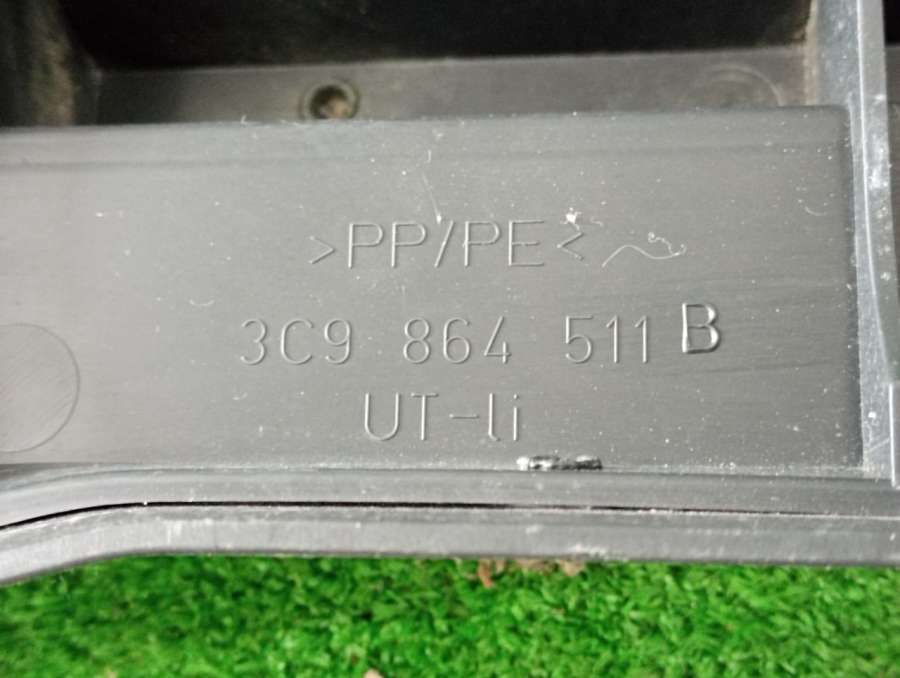 >PP/PE<
3C9 864 511 B
UT-li